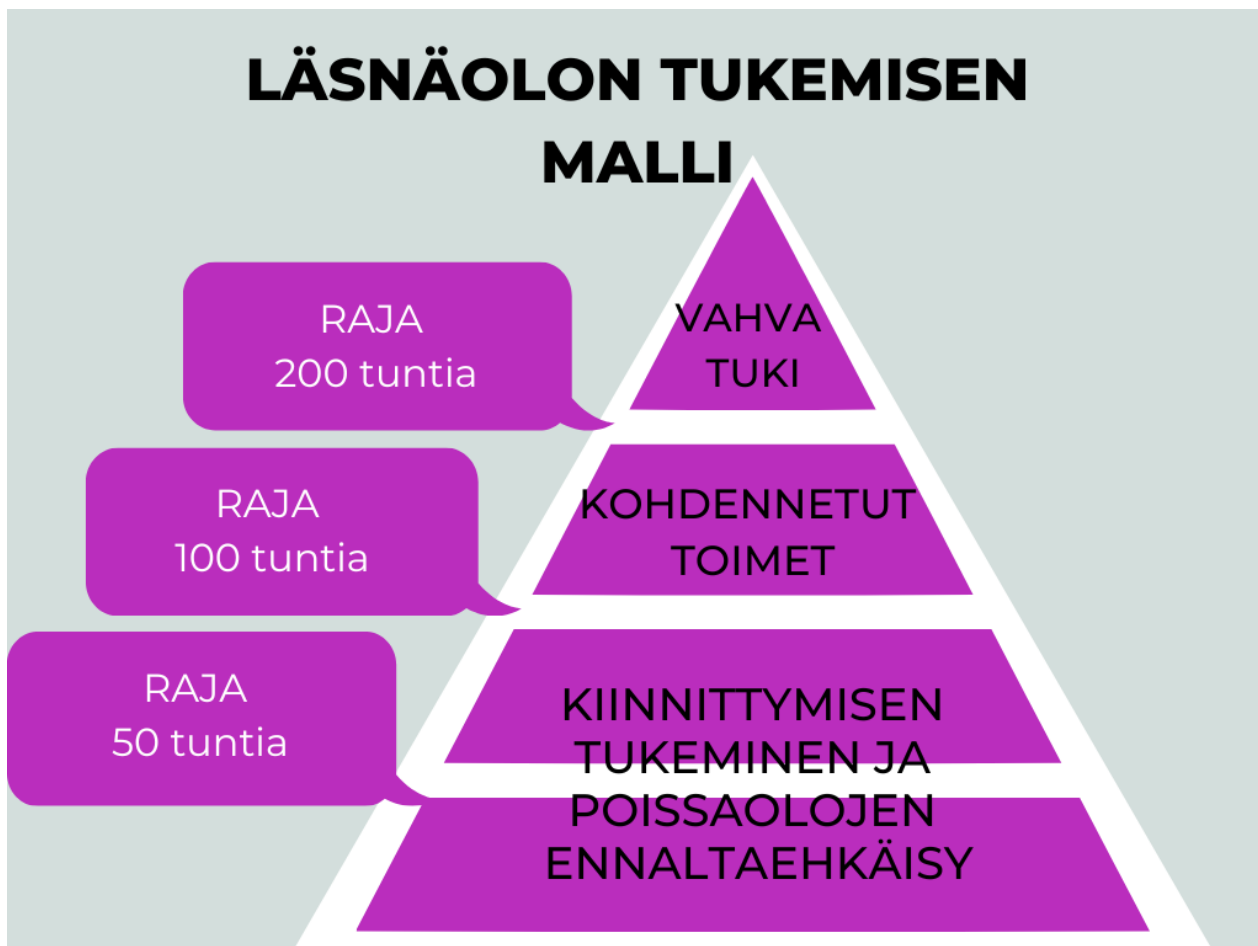 LÄSNÄOLON TUKEMISEN
MALLI
RAJA
200 tuntia
VAHVA
TUKI
RAJA
100 tuntia
KOHDENNETUT
TOIMET
RAJA
50 tuntia
KIINNITTYMISEN
TUKEMINEN JA
POISSAOLOJEN
ENNALTAEHKÄISY